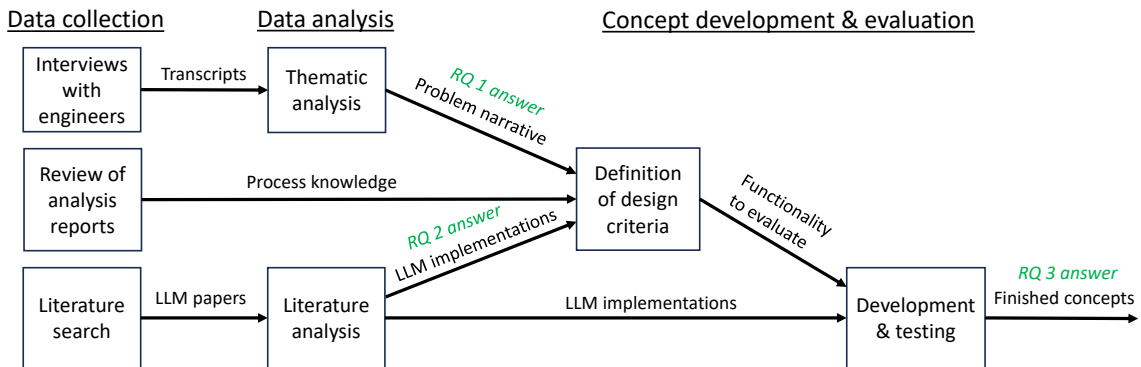 Data collection
Data analysis
Concept development & evaluation
Interviews
with
engineers
Transcripts
Thematic
analysis
RQ 1 answer
Problem narrative
Review of
analysis
reports
Process knowledge
Definition
of design
criteria
Functionality
to evaluate
RQ 2 answer
LLM implementations
Literature
search
LLM papers
Literature
analysis
LLM implementations
Development
& testing
RQ 3 answer
Finished concepts